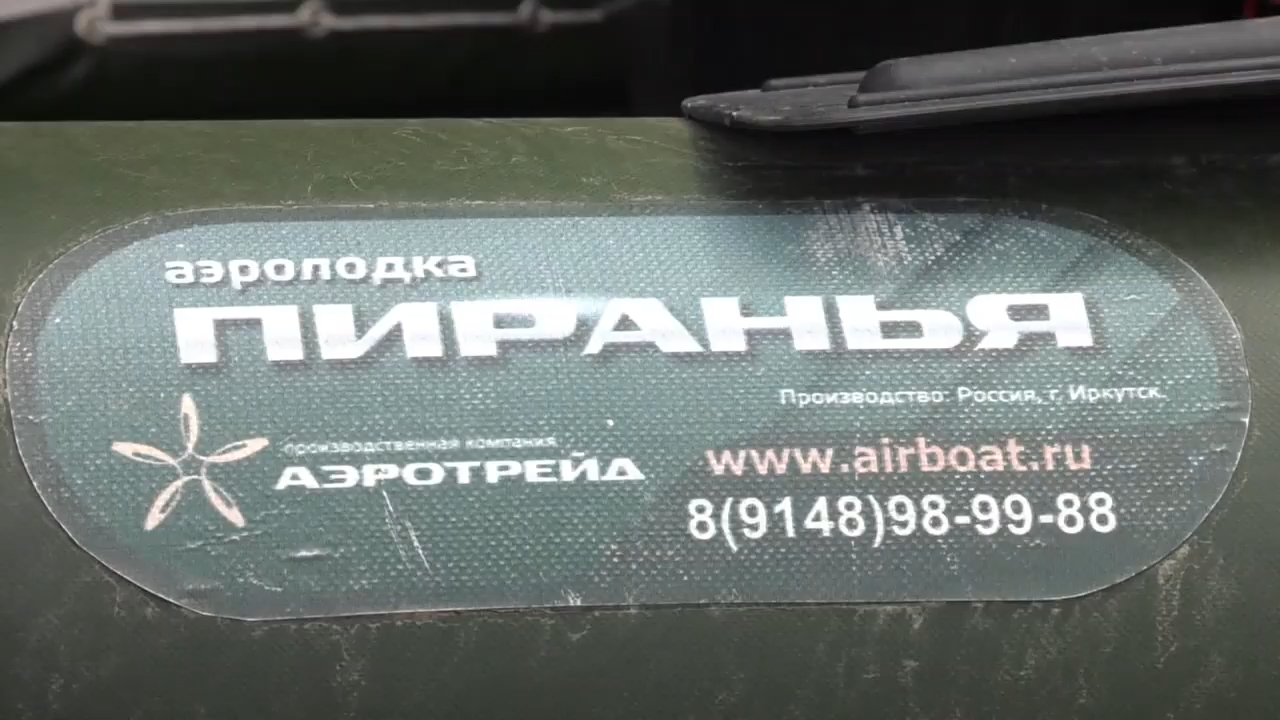 аэролодка
ПИРАНЬЯ
Производство: Россия, г. Иркутск.
производственная компания
АЭРОТРЕЙД
www.airboat.ru
8(9148)98-99-88